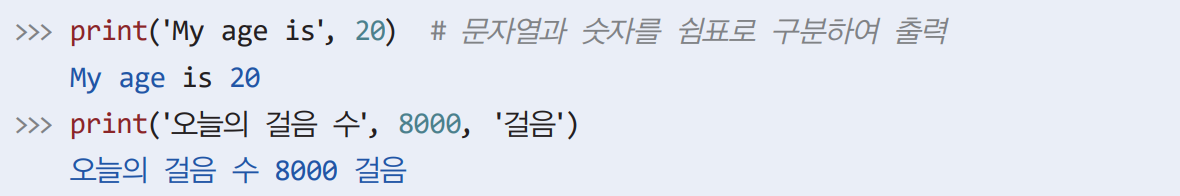 >>> print('My age is', 20)  # 문자열과 숫자를 쉼표로 구분하여 출력
My age is 20
>>> print('오늘의 걸음 수', 8000, '걸음')
오늘의 걸음 수 8000 걸음